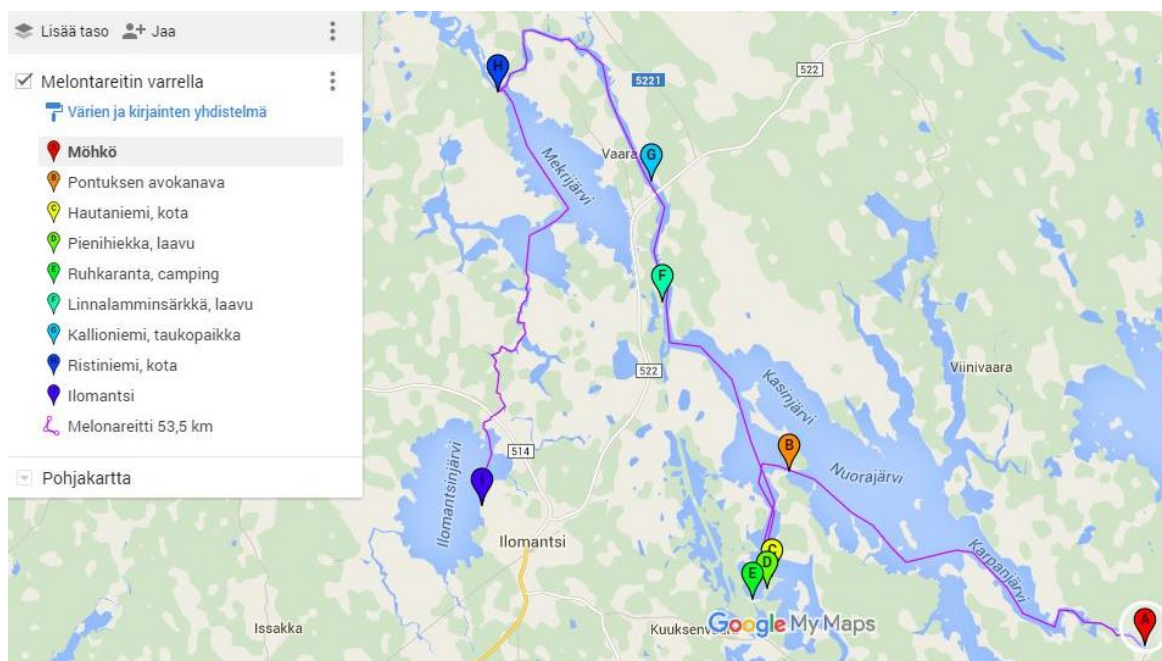 Lisää taso Jaa
Melontareitin varrella
Värien ja kirjainten yhdistelmä
A Möhkö
B Pontuksen avokanava
C Hautaniemi, kota
D Pienihiekka, laavu
E Ruhkaranta, camping
F Linnalamminsärkkä, laavu
G Kallioniemi, taukopaikka
H Ristiniemi, kota
I Ilomantsi
Melonareitti 53,5 km
Pohjakartta
H
522
5221
Vaara
G
Mekrijärvi
F
522
Viinivaara
Kasinjärvi
B
514
Nuorajärvi
I
Ilomantsinjärvi
Ilomantsi
C
D
E
Karpanjärvi
A
Issakka
Google My Maps